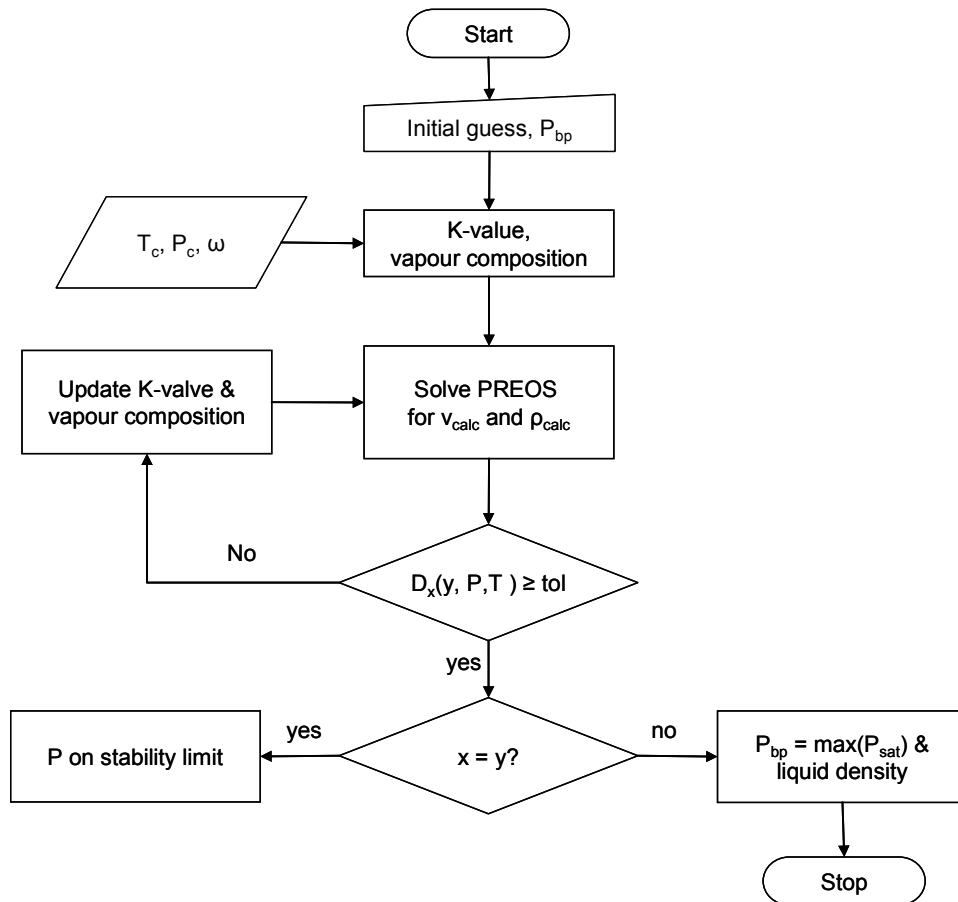 Start
Initial guess, P_bp
T_c, P_c, ω
K-value,
vapour composition
Update K-valve &
vapour composition
Solve PREOS
for v_calc and ρ_calc
No
D_x(y, P,T ) ≥ tol
yes
P on stability limit
yes
x = y?
no
P_bp = max(P_sat) &
liquid density
Stop